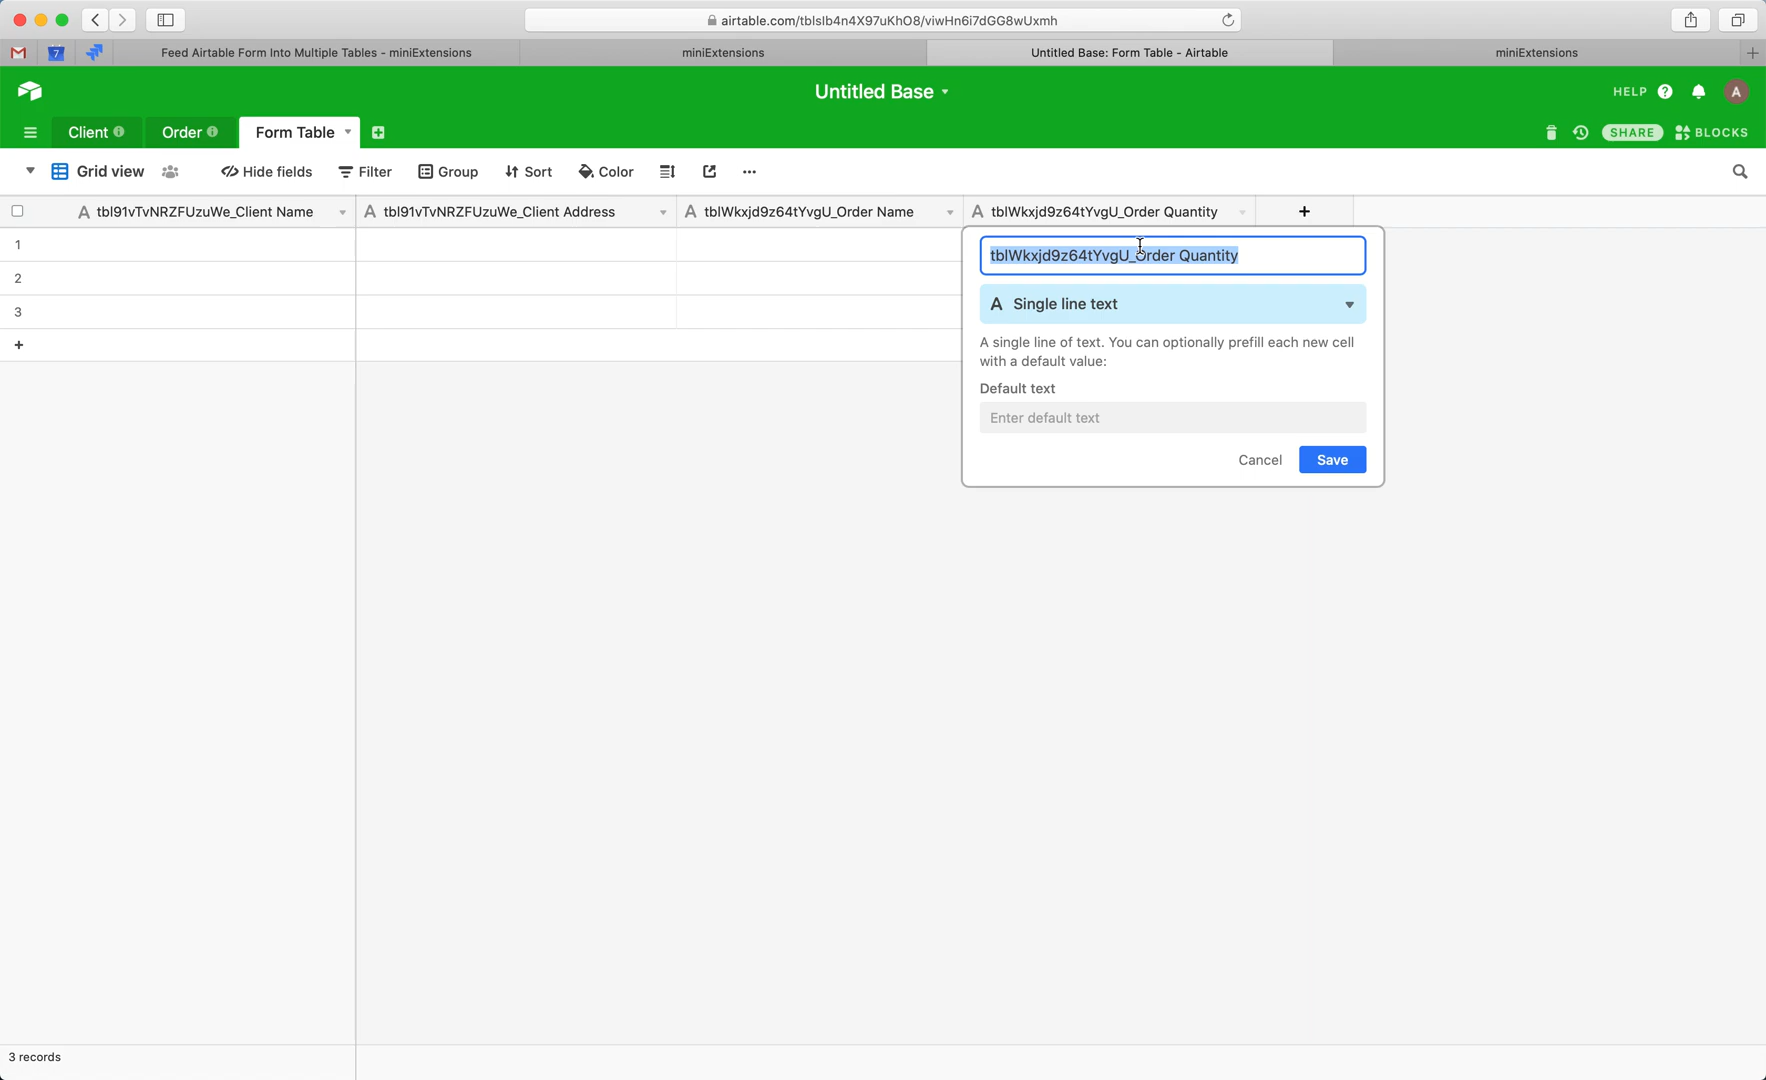 airtable.com/tblslb4n4X97uKhO8/viwHn6i7dGG8wUxmh
7
Feed Airtable Form Into Multiple Tables - miniExtensions
miniExtensions
Untitled Base: Form Table - Airtable
miniExtensions
Untitled Base
HELP
A
Client
Order
Form Table
SHARE
BLOCKS
Grid view
Hide fields
Filter
Group
Sort
Color
A tbl91vTvNRZFUzuWe_Client Name
A tbl91vTvNRZFUzuWe_Client Address
A tblWkxjd9z64tYvgU_Order Name
A tblWkxjd9z64tYvgU_Order Quantity
+
1
2
3
+
tblWkxjd9z64tYvgU_Order Quantity
A Single line text
A single line of text. You can optionally prefill each new cell
with a default value:
Default text
Enter default text
Cancel
Save
3 records